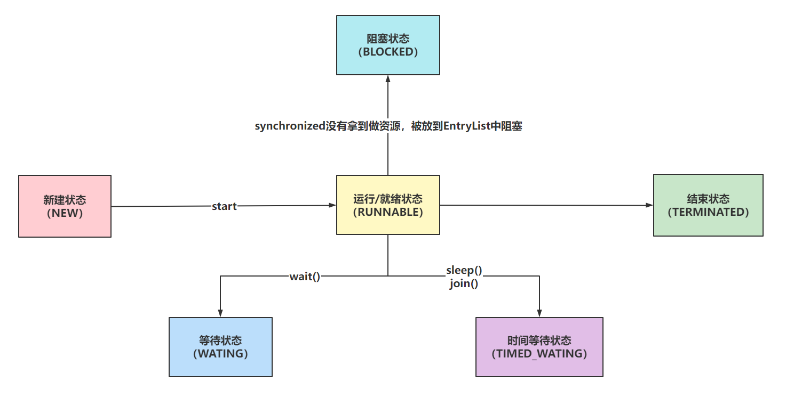 阻塞状态
（BLOCKED）
synchronized没有拿到做资源，被放到EntryList中阻塞
新建状态
（NEW）
start
运行/就绪状态
（RUNNABLE）
结束状态
（TERMINATED）
wait()
sleep()
join()
等待状态
（WATING）
时间等待状态
（TIMED_WATING）